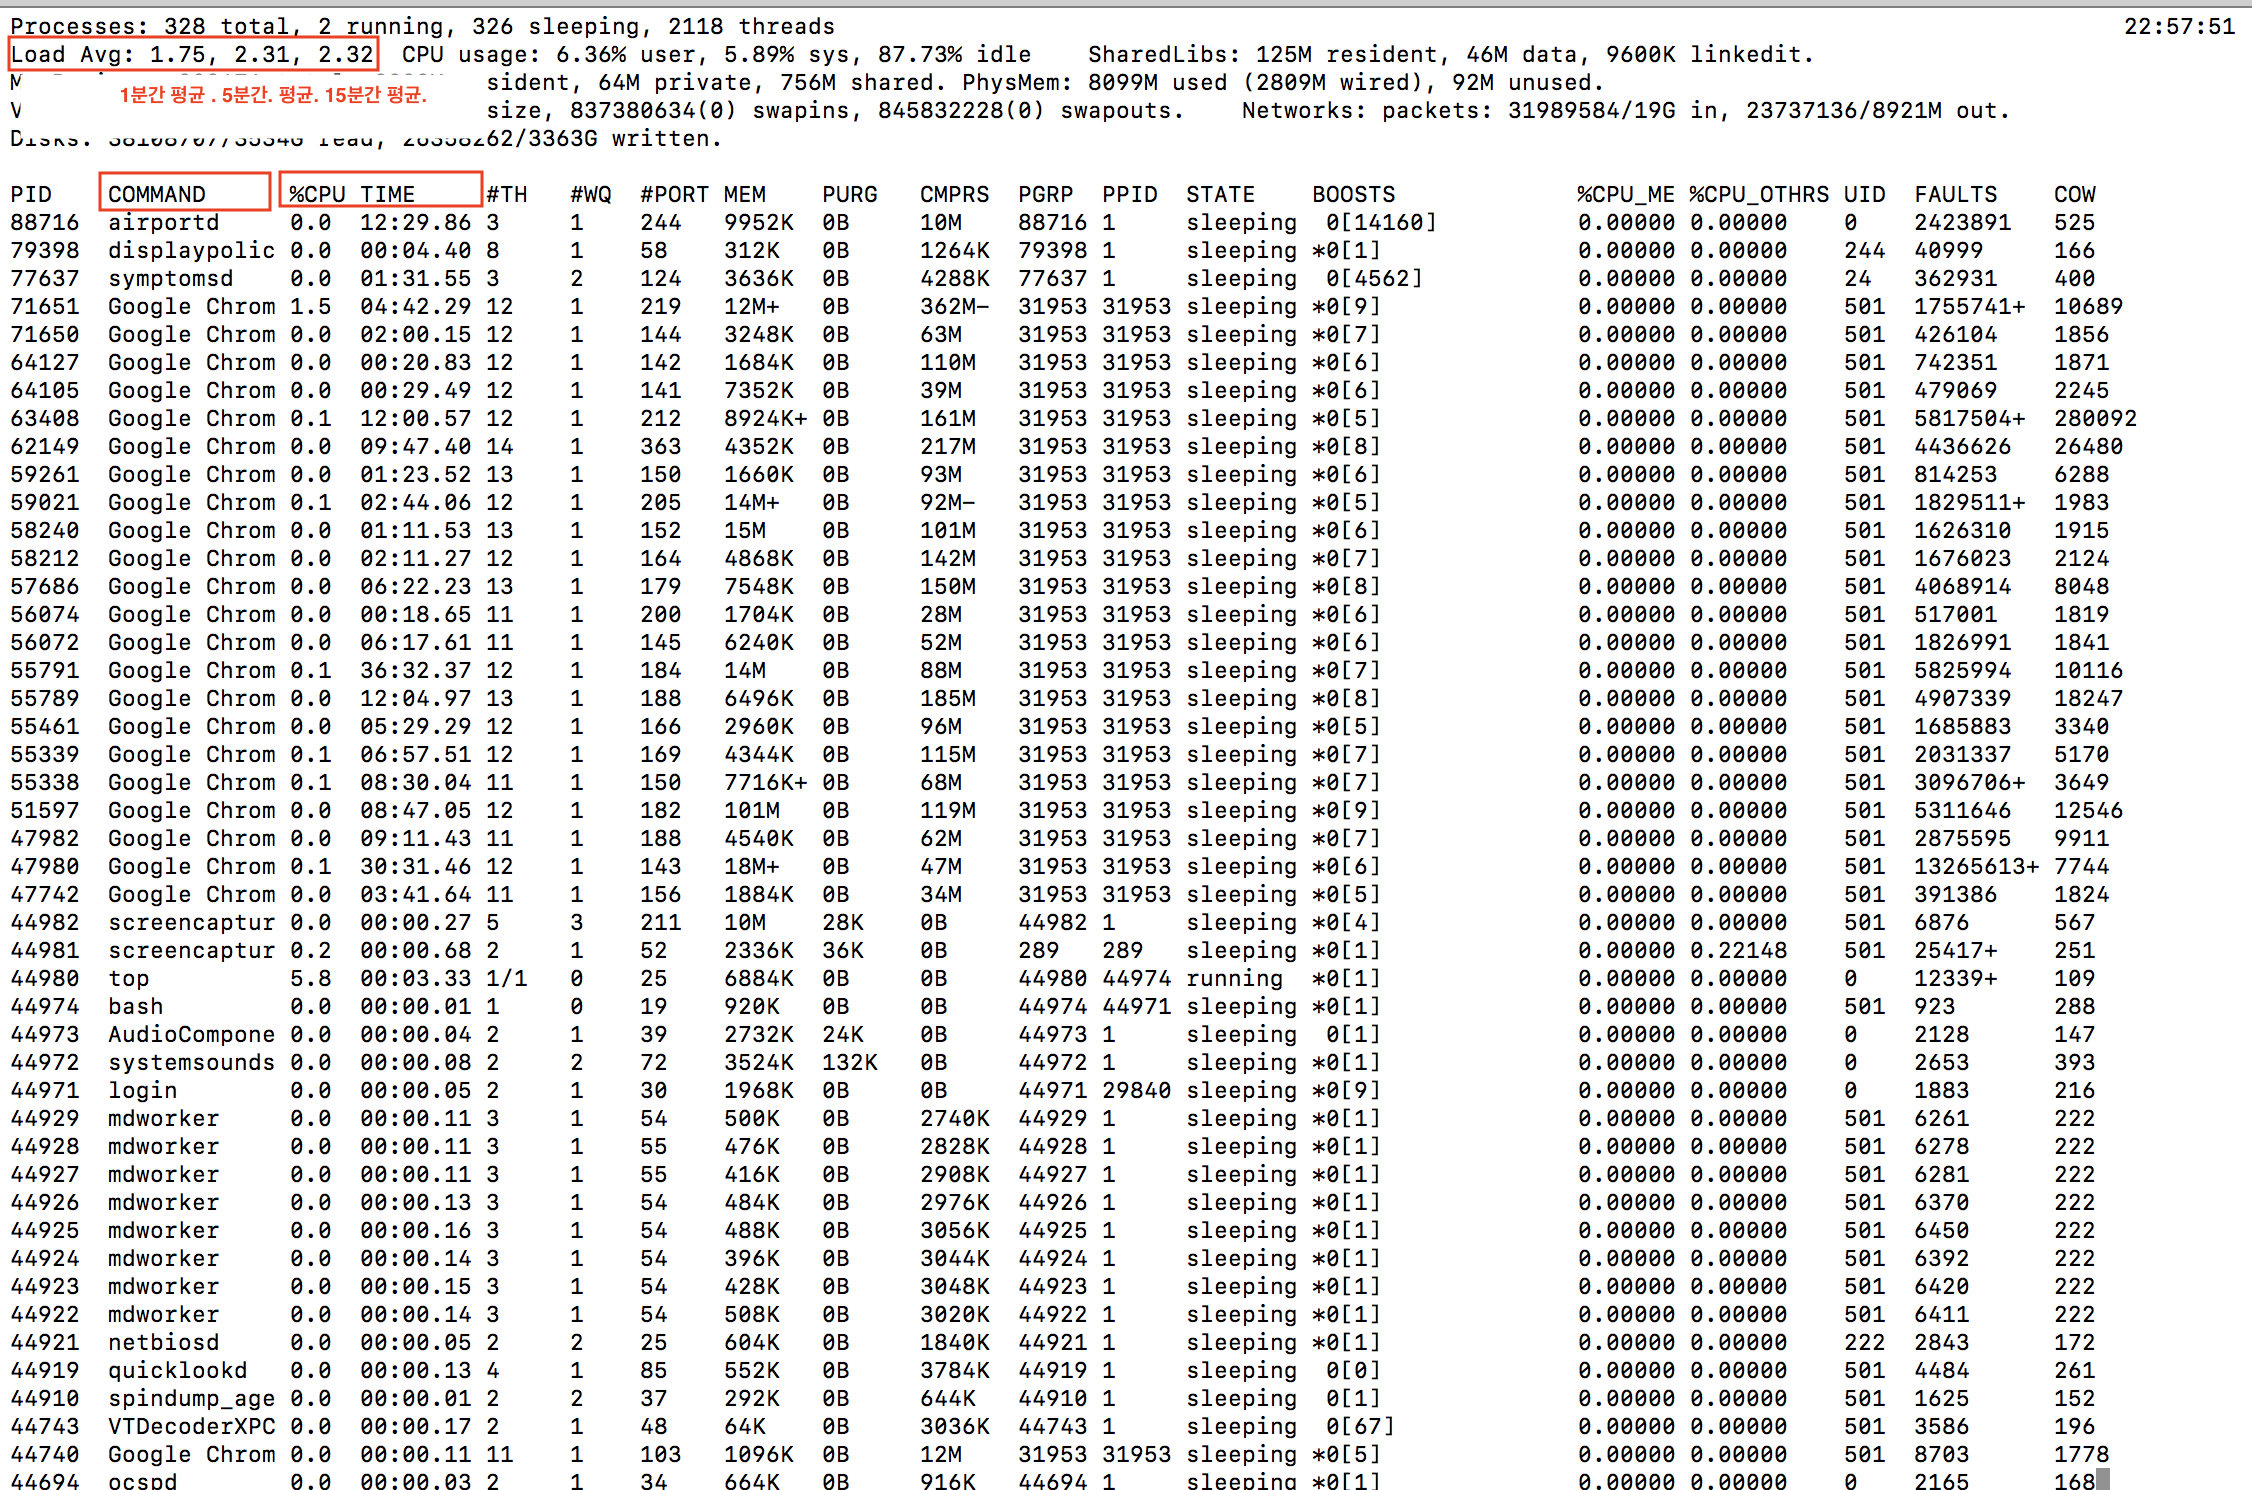 Processes: 328 total, 2 running, 326 sleeping, 2118 threads 22:57:51
Load Avg: 1.75, 2.31, 2.32 CPU usage: 6.36% user, 5.89% sys, 87.73% idle SharedLibs: 125M resident, 46M data, 9600K linkedit.
sident, 64M private, 756M shared. PhysMem: 8099M used (2809M wired), 92M unused.
1분간 평균 . 5분간. 평균. 15분간 평균.
size, 837380634(0) swapins, 845832228(0) swapouts. Networks: packets: 31989584/19G in, 23737136/8921M out.
Disks: 38108707/3534G read, 26358262/3363G written.
PID COMMAND %CPU TIME #TH #WQ #PORT MEM PURG CMPRS PGRP PPID STATE BOOSTS %CPU_ME %CPU_OTHRS UID FAULTS COW
88716 airportd 0.0 12:29.86 3 1 244 9952K 0B 10M 88716 1 sleeping 0[14160] 0.00000 0.00000 0 2423891 525
79398 displaypolic 0.0 00:04.40 8 1 58 312K 0B 1264K 79398 1 sleeping *0[1] 0.00000 0.00000 244 40999 166
77637 symptomsd 0.0 01:31.55 3 2 124 3636K 0B 4288K 77637 1 sleeping 0[4562] 0.00000 0.00000 24 362931 400
71651 Google Chrom 1.5 04:42.29 12 1 219 12M+ 0B 362M- 31953 31953 sleeping *0[9] 0.00000 0.00000 501 1755741+ 10689
71650 Google Chrom 0.0 02:00.15 12 1 144 3248K 0B 63M 31953 31953 sleeping *0[7] 0.00000 0.00000 501 426104 1856
64127 Google Chrom 0.0 00:20.83 12 1 142 1684K 0B 110M 31953 31953 sleeping *0[6] 0.00000 0.00000 501 742351 1871
64105 Google Chrom 0.0 00:29.49 12 1 141 7352K 0B 39M 31953 31953 sleeping *0[6] 0.00000 0.00000 501 479069 2245
63408 Google Chrom 0.1 12:00.57 12 1 212 8924K+ 0B 161M 31953 31953 sleeping *0[5] 0.00000 0.00000 501 5817504+ 280092
62149 Google Chrom 0.0 09:47.40 14 1 363 4352K 0B 217M 31953 31953 sleeping *0[8] 0.00000 0.00000 501 4436626 26480
59261 Google Chrom 0.0 01:23.52 13 1 150 1660K 0B 93M 31953 31953 sleeping *0[6] 0.00000 0.00000 501 814253 6288
59021 Google Chrom 0.1 02:44.06 12 1 205 14M+ 0B 92M- 31953 31953 sleeping *0[5] 0.00000 0.00000 501 1829511+ 1983
58240 Google Chrom 0.0 01:11.53 13 1 152 15M 0B 101M 31953 31953 sleeping *0[6] 0.00000 0.00000 501 1626310 1915
58212 Google Chrom 0.0 02:11.27 12 1 164 4868K 0B 142M 31953 31953 sleeping *0[7] 0.00000 0.00000 501 1676023 2124
57686 Google Chrom 0.0 06:22.23 13 1 179 7548K 0B 150M 31953 31953 sleeping *0[8] 0.00000 0.00000 501 4068914 8048
56074 Google Chrom 0.0 00:18.65 11 1 200 1704K 0B 28M 31953 31953 sleeping *0[6] 0.00000 0.00000 501 517001 1819
56072 Google Chrom 0.0 06:17.61 11 1 145 6240K 0B 52M 31953 31953 sleeping *0[6] 0.00000 0.00000 501 1826991 1841
55791 Google Chrom 0.1 36:32.37 12 1 184 14M 0B 88M 31953 31953 sleeping *0[7] 0.00000 0.00000 501 5825994 10116
55789 Google Chrom 0.0 12:04.97 13 1 188 6496K 0B 185M 31953 31953 sleeping *0[8] 0.00000 0.00000 501 4907339 18247
55461 Google Chrom 0.0 05:29.29 12 1 166 2960K 0B 96M 31953 31953 sleeping *0[5] 0.00000 0.00000 501 1685883 3340
55339 Google Chrom 0.1 06:57.51 12 1 169 4344K 0B 115M 31953 31953 sleeping *0[7] 0.00000 0.00000 501 2031337 5170
55338 Google Chrom 0.1 08:30.04 11 1 150 7716K+ 0B 68M 31953 31953 sleeping *0[7] 0.00000 0.00000 501 3096706+ 3649
51597 Google Chrom 0.0 08:47.05 12 1 182 101M 0B 119M 31953 31953 sleeping *0[9] 0.00000 0.00000 501 5311646 12546
47982 Google Chrom 0.0 09:11.43 11 1 188 4540K 0B 62M 31953 31953 sleeping *0[7] 0.00000 0.00000 501 2875595 9911
47980 Google Chrom 0.1 30:31.46 12 1 143 18M+ 0B 47M 31953 31953 sleeping *0[6] 0.00000 0.00000 501 13265613+ 7744
47742 Google Chrom 0.0 03:41.64 11 1 156 1884K 0B 34M 31953 31953 sleeping *0[5] 0.00000 0.00000 501 391386 1824
44982 screencaptur 0.0 00:00.27 5 3 211 10M 28K 0B 44982 1 sleeping *0[4] 0.00000 0.00000 501 6876 567
44981 screencaptur 0.2 00:00.68 2 1 52 2336K 36K 0B 289 289 sleeping *0[1] 0.00000 0.22148 501 25417+ 251
44980 top 5.8 00:03.33 1/1 0 25 6884K 0B 0B 44980 44974 running *0[1] 0.00000 0.00000 0 12339+ 109
44974 bash 0.0 00:00.01 1 0 19 920K 0B 0B 44974 44971 sleeping *0[1] 0.00000 0.00000 501 923 288
44973 AudioCompone 0.0 00:00.04 2 1 39 2732K 24K 0B 44973 1 sleeping 0[1] 0.00000 0.00000 0 2128 147
44972 systemsounds 0.0 00:00.08 2 2 72 3524K 132K 0B 44972 1 sleeping *0[1] 0.00000 0.00000 0 2653 393
44971 login 0.0 00:00.05 2 1 30 1968K 0B 0B 44971 29840 sleeping *0[9] 0.00000 0.00000 0 1883 216
44929 mdworker 0.0 00:00.11 3 1 54 500K 0B 2740K 44929 1 sleeping *0[1] 0.00000 0.00000 501 6261 222
44928 mdworker 0.0 00:00.11 3 1 55 476K 0B 2828K 44928 1 sleeping *0[1] 0.00000 0.00000 501 6278 222
44927 mdworker 0.0 00:00.11 3 1 55 416K 0B 2908K 44927 1 sleeping *0[1] 0.00000 0.00000 501 6281 222
44926 mdworker 0.0 00:00.13 3 1 54 484K 0B 2976K 44926 1 sleeping *0[1] 0.00000 0.00000 501 6370 222
44925 mdworker 0.0 00:00.16 3 1 54 488K 0B 3056K 44925 1 sleeping *0[1] 0.00000 0.00000 501 6450 222
44924 mdworker 0.0 00:00.14 3 1 54 396K 0B 3044K 44924 1 sleeping *0[1] 0.00000 0.00000 501 6392 222
44923 mdworker 0.0 00:00.15 3 1 54 428K 0B 3048K 44923 1 sleeping *0[1] 0.00000 0.00000 501 6420 222
44922 mdworker 0.0 00:00.14 3 1 54 508K 0B 3020K 44922 1 sleeping *0[1] 0.00000 0.00000 501 6411 222
44921 netbiosd 0.0 00:00.05 2 2 25 604K 0B 1840K 44921 1 sleeping *0[1] 0.00000 0.00000 222 2843 172
44919 quicklookd 0.0 00:00.13 4 1 85 552K 0B 3784K 44919 1 sleeping 0[0] 0.00000 0.00000 501 4484 261
44910 spindump_age 0.0 00:00.01 2 2 37 292K 0B 644K 44910 1 sleeping 0[1] 0.00000 0.00000 501 1625 152
44743 VTDecoderXPC 0.0 00:00.17 2 1 48 64K 0B 3036K 44743 1 sleeping 0[67] 0.00000 0.00000 501 3586 196
44740 Google Chrom 0.0 00:00.11 11 1 103 1096K 0B 12M 31953 31953 sleeping *0[5] 0.00000 0.00000 501 8703 1778
44694 ocspd 0.0 00:00.03 2 1 34 664K 0B 916K 44694 1 sleeping *0[1] 0.00000 0.00000 0 2165 168